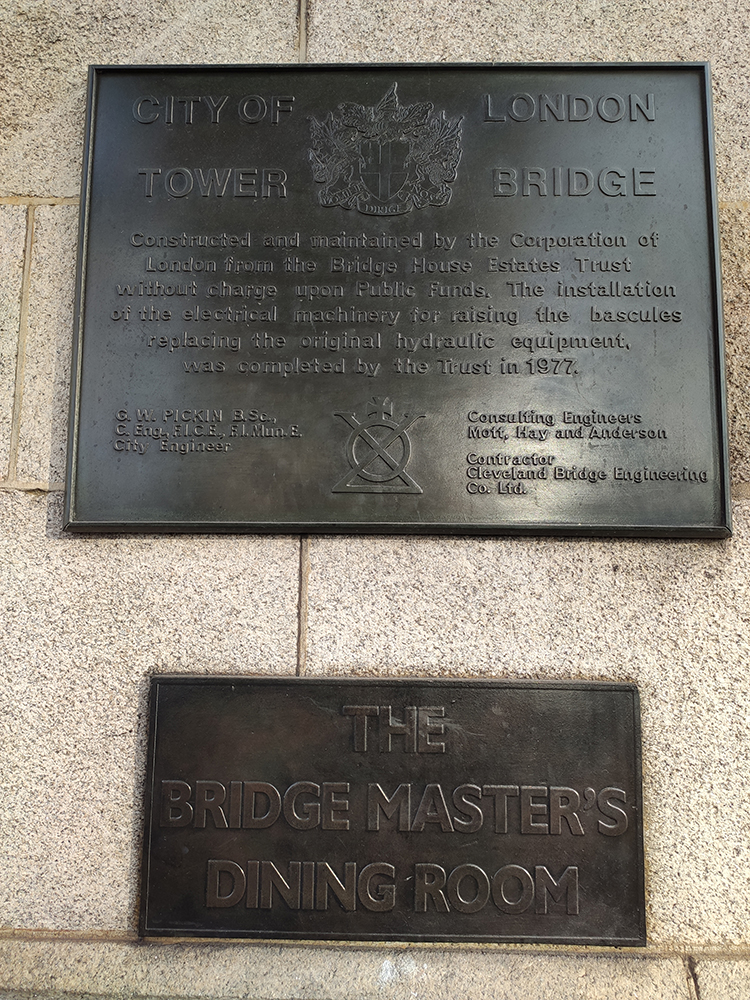 CITY OF LONDON
TOWER BRIDGE
DOMINE DIRIGE NOS
Constructed and maintained by the Corporation of
London from the Bridge House Estates Trust
without charge upon Public Funds. The installation
of the electrical machinery for raising the bascules
replacing the original hydraulic equipment,
was completed by the Trust in 1977.
G. W. PICKIN B.Sc.,
C. Eng., F.I.C.E., F.I.Mun.E.
City Engineer
Consulting Engineers
Mott, Hay and Anderson
Contractor
Cleveland Bridge Engineering
Co. Ltd.
THE
BRIDGE MASTER'S
DINING ROOM